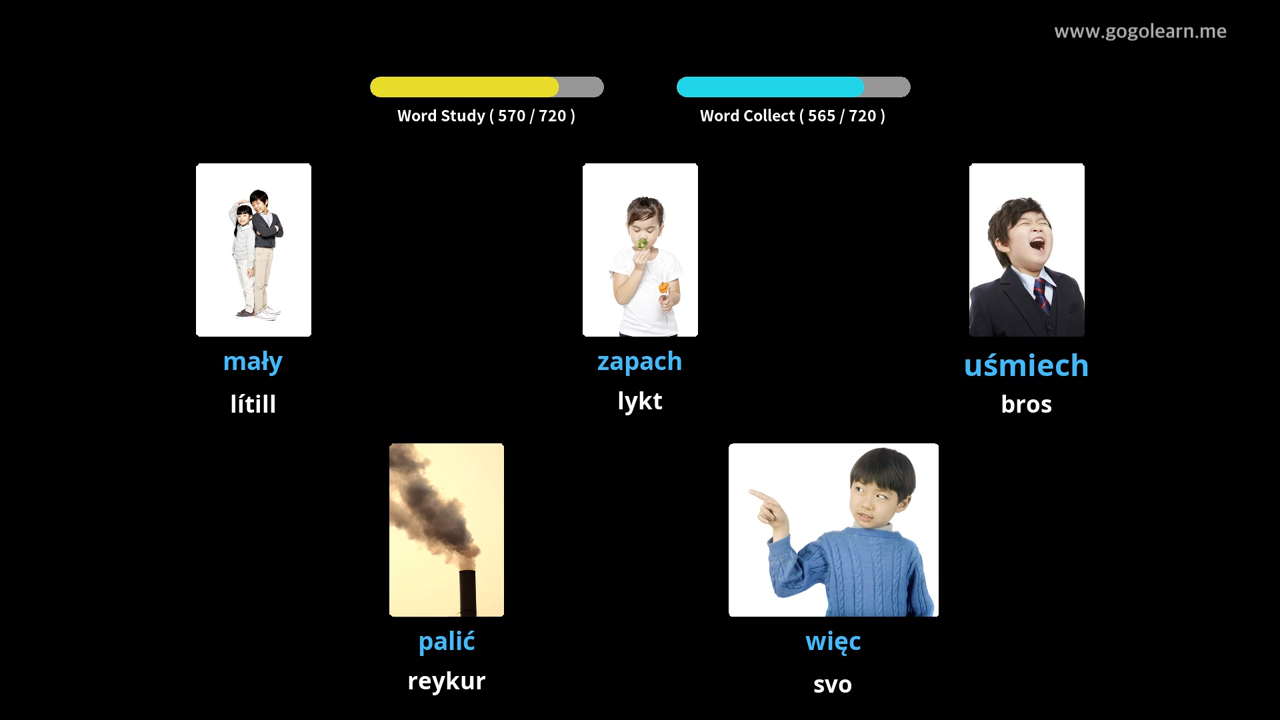 www.gogolearn.me
Word Study ( 570 / 720 )
Word Collect ( 565 / 720 )
mały
lítill
zapach
lykt
uśmiech
bros
palić
reykur
więc
svo